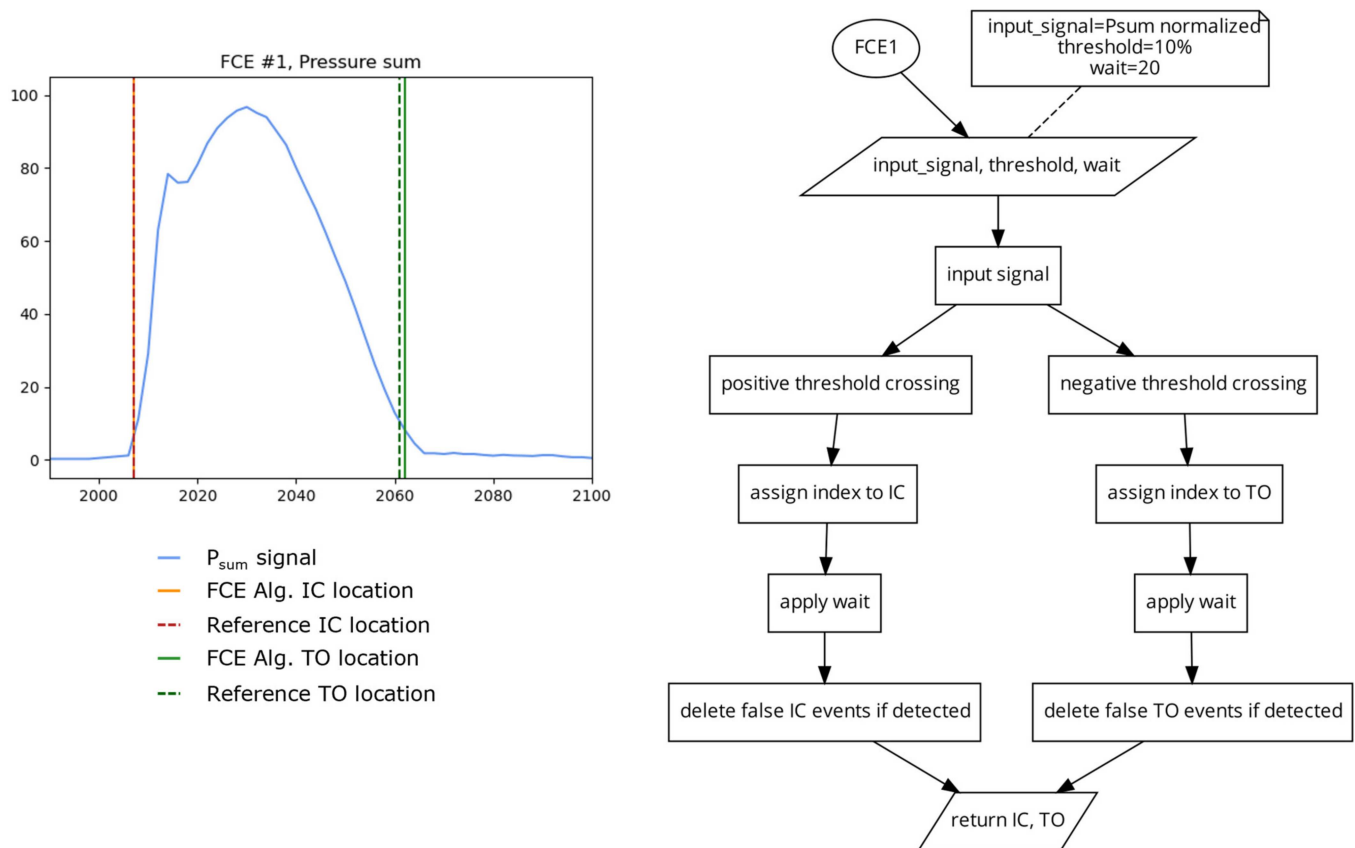 FCE #1, Pressure sum
100
80
60
40
20
0
2000 2020 2040 2060 2080 2100
Psum signal
FCE Alg. IC location
Reference IC location
FCE Alg. TO location
Reference TO location
FCE1
input_signal=Psum normalized
threshold=10%
wait=20
input_signal, threshold, wait
input signal
positive threshold crossing
negative threshold crossing
assign index to IC
assign index to TO
apply wait
apply wait
delete false IC events if detected
delete false TO events if detected
return IC, TO